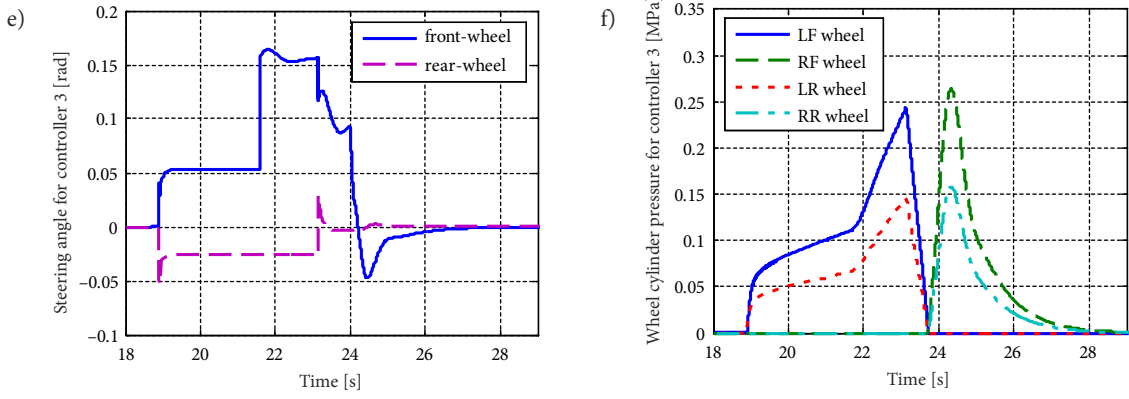 e)
Steering angle for controller 3 [rad]
0.2
0.15
0.1
0.05
0
−0.05
−0.1
18
20
22
24
26
28
Time [s]
front-wheel
rear-wheel
f)
Wheel cylinder pressure for controller 3 [MPa]
0.35
0.3
0.25
0.2
0.15
0.1
0.05
0
18
20
22
24
26
28
Time [s]
LF wheel
RF wheel
LR wheel
RR wheel